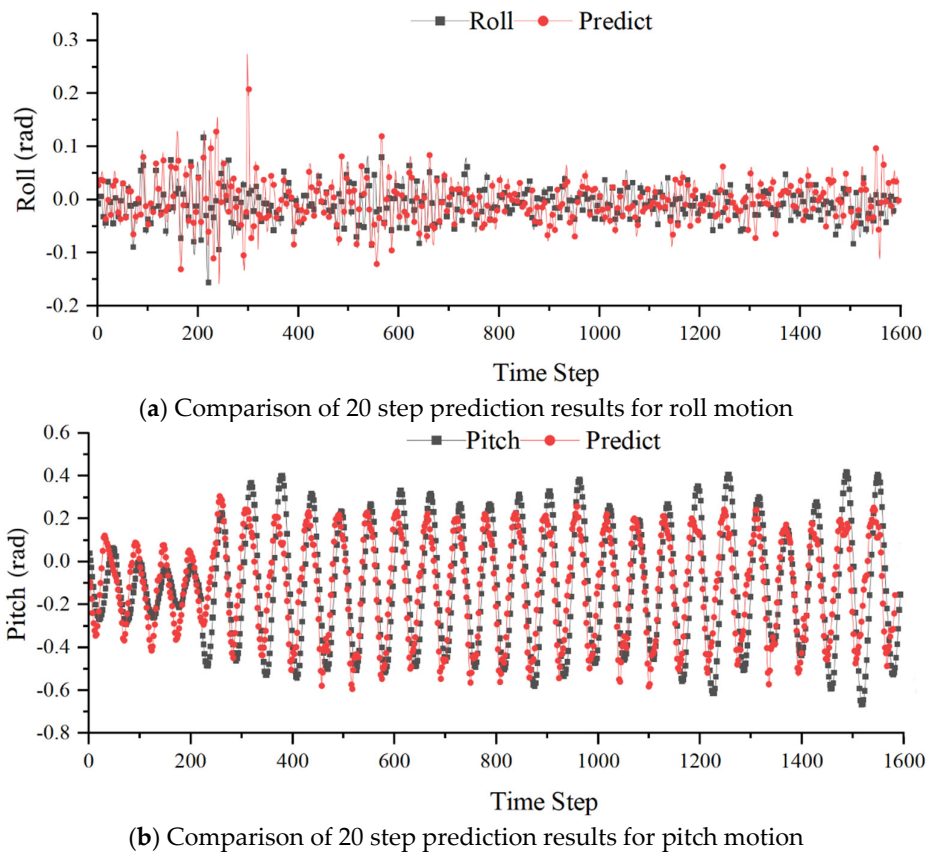 Roll Predict
0.3
0.2
0.1
0.0
-0.1
-0.2
Roll (rad)
0 200 400 600 800 1000 1200 1400 1600
Time Step
(a) Comparison of 20 step prediction results for roll motion
Pitch Predict
0.6
0.4
0.2
0.0
-0.2
-0.4
-0.6
-0.8
Pitch (rad)
0 200 400 600 800 1000 1200 1400 1600
Time Step
(b) Comparison of 20 step prediction results for pitch motion